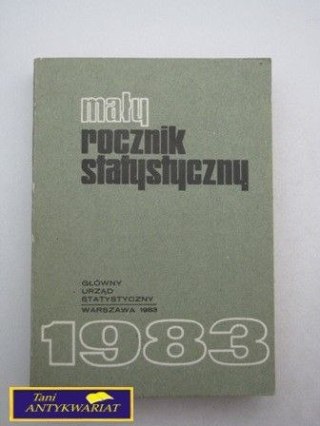 mały
rocznik
statystyczny
GŁÓWNY
URZĄD
STATYSTYCZNY
WARSZAWA 1983
1983
Tani
ANTYKWARIAT